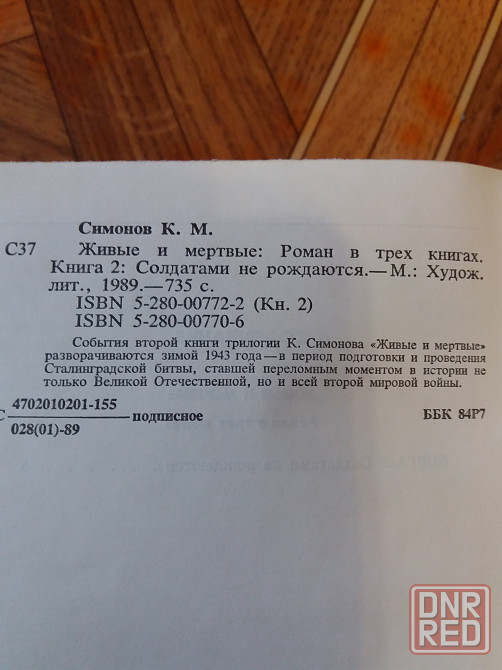 Симонов К. М.
С37 Живые и мертвые: Роман в трех книгах.
Книга 2: Солдатами не рождаются.— М.: Худож.
лит., 1989.—735 с.
ISBN 5-280-00772-2 (Кн. 2)
ISBN 5-280-00770-6
События второй книги трилогии К. Симонова «Живые и мертвые»
разворачиваются зимой 1943 года—в период подготовки и проведения
Сталинградской битвы, ставшей переломным моментом в истории не
только Великой Отечественной, но и всей второй мировой войны.
С 4702010201-155
028(01)-89 подписное ББК 84Р7
DNR
RED